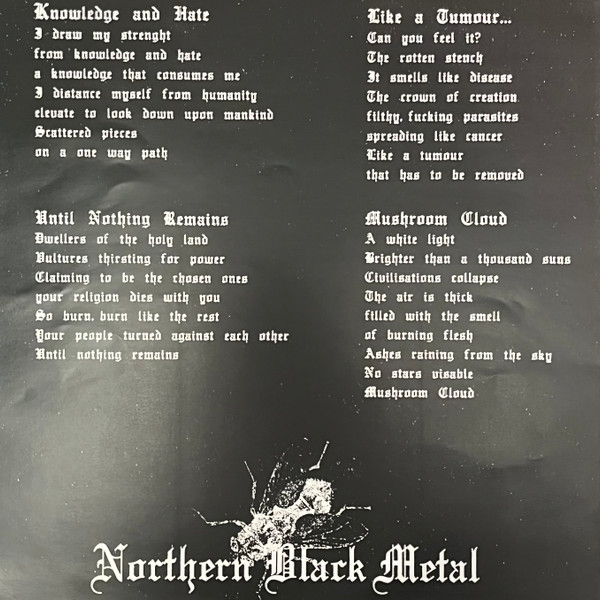 Knowledge and Hate
I draw my strenght
from knowledge and hate
a knowledge that consumes me
I distance myself from humanity
elevate to look down upon mankind
Scattered pieces
on a one way path
Until Nothing Remains
Dwellers of the holy land
Vultures thirsting for power
Claiming to be the chosen ones
your religion dies with you
So burn, burn like the rest
Your people turned against each other
Until nothing remains
Like a Tumour...
Can you feel it?
The rotten stench
It smells like disease
The crown of creation
filthy, fucking parasites
spreading like cancer
Like a tumour
that has to be removed
Mushroom Cloud
A white light
Brighter than a thousand suns
Civilisations collapse
The air is thick
filled with the smell
of burning flesh
Ashes raining from the sky
No stars visable
Mushroom Cloud
Northern Black Metal